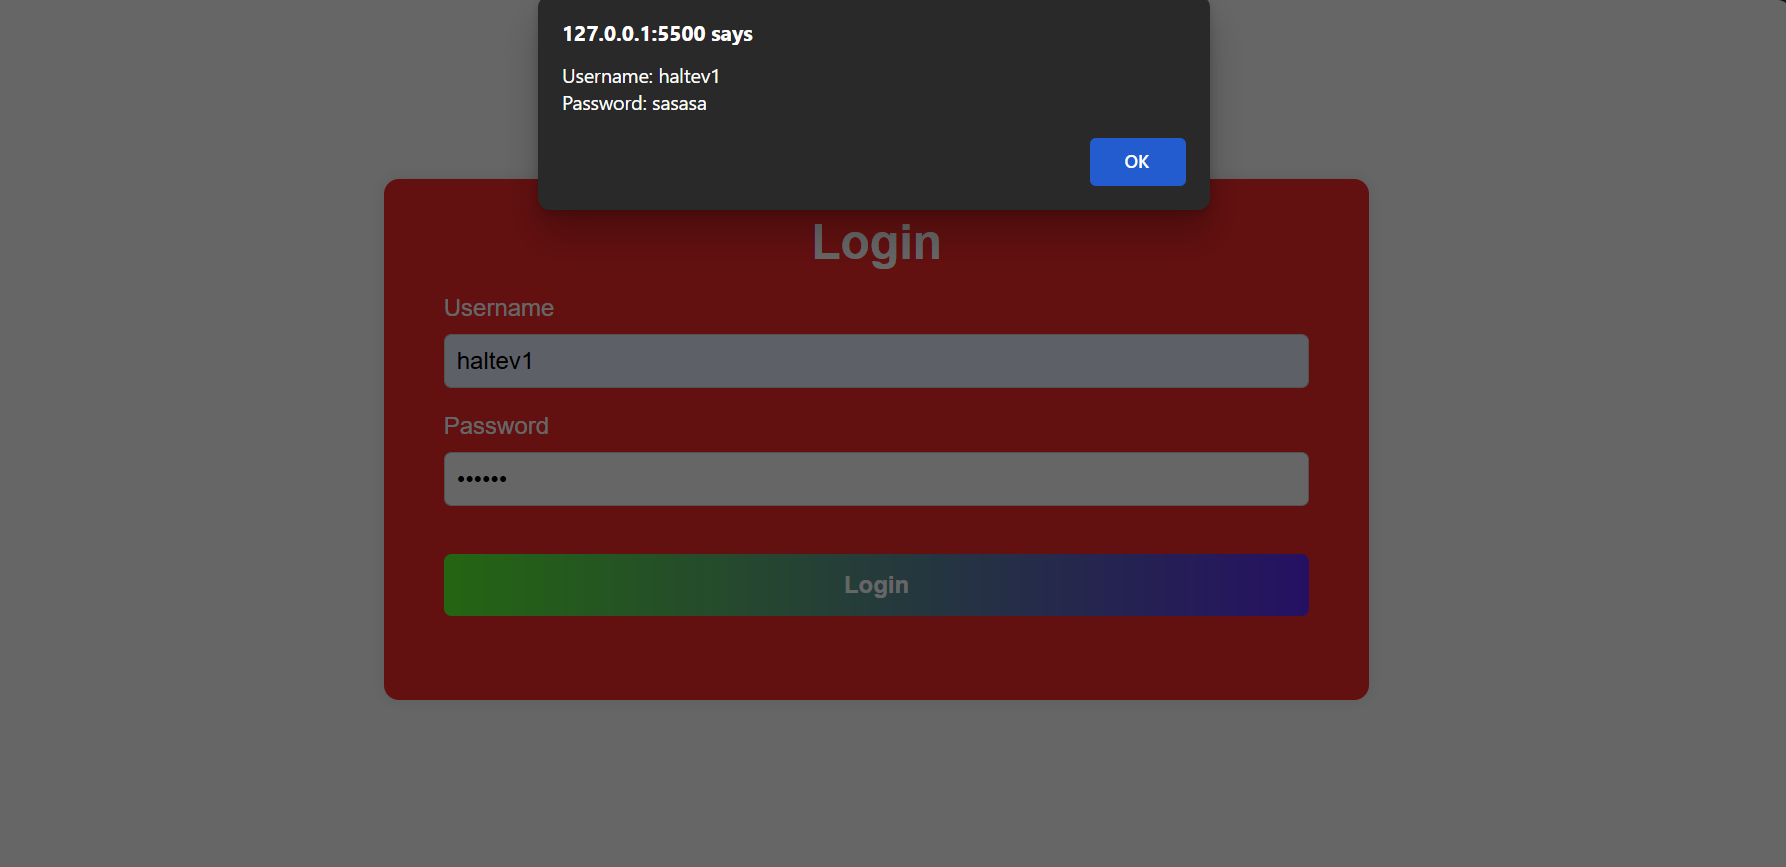 127.0.0.1:5500 says
Username: haltev1
Password: sasasa
OK
Login
Username
haltev1
Password
••••••
Login